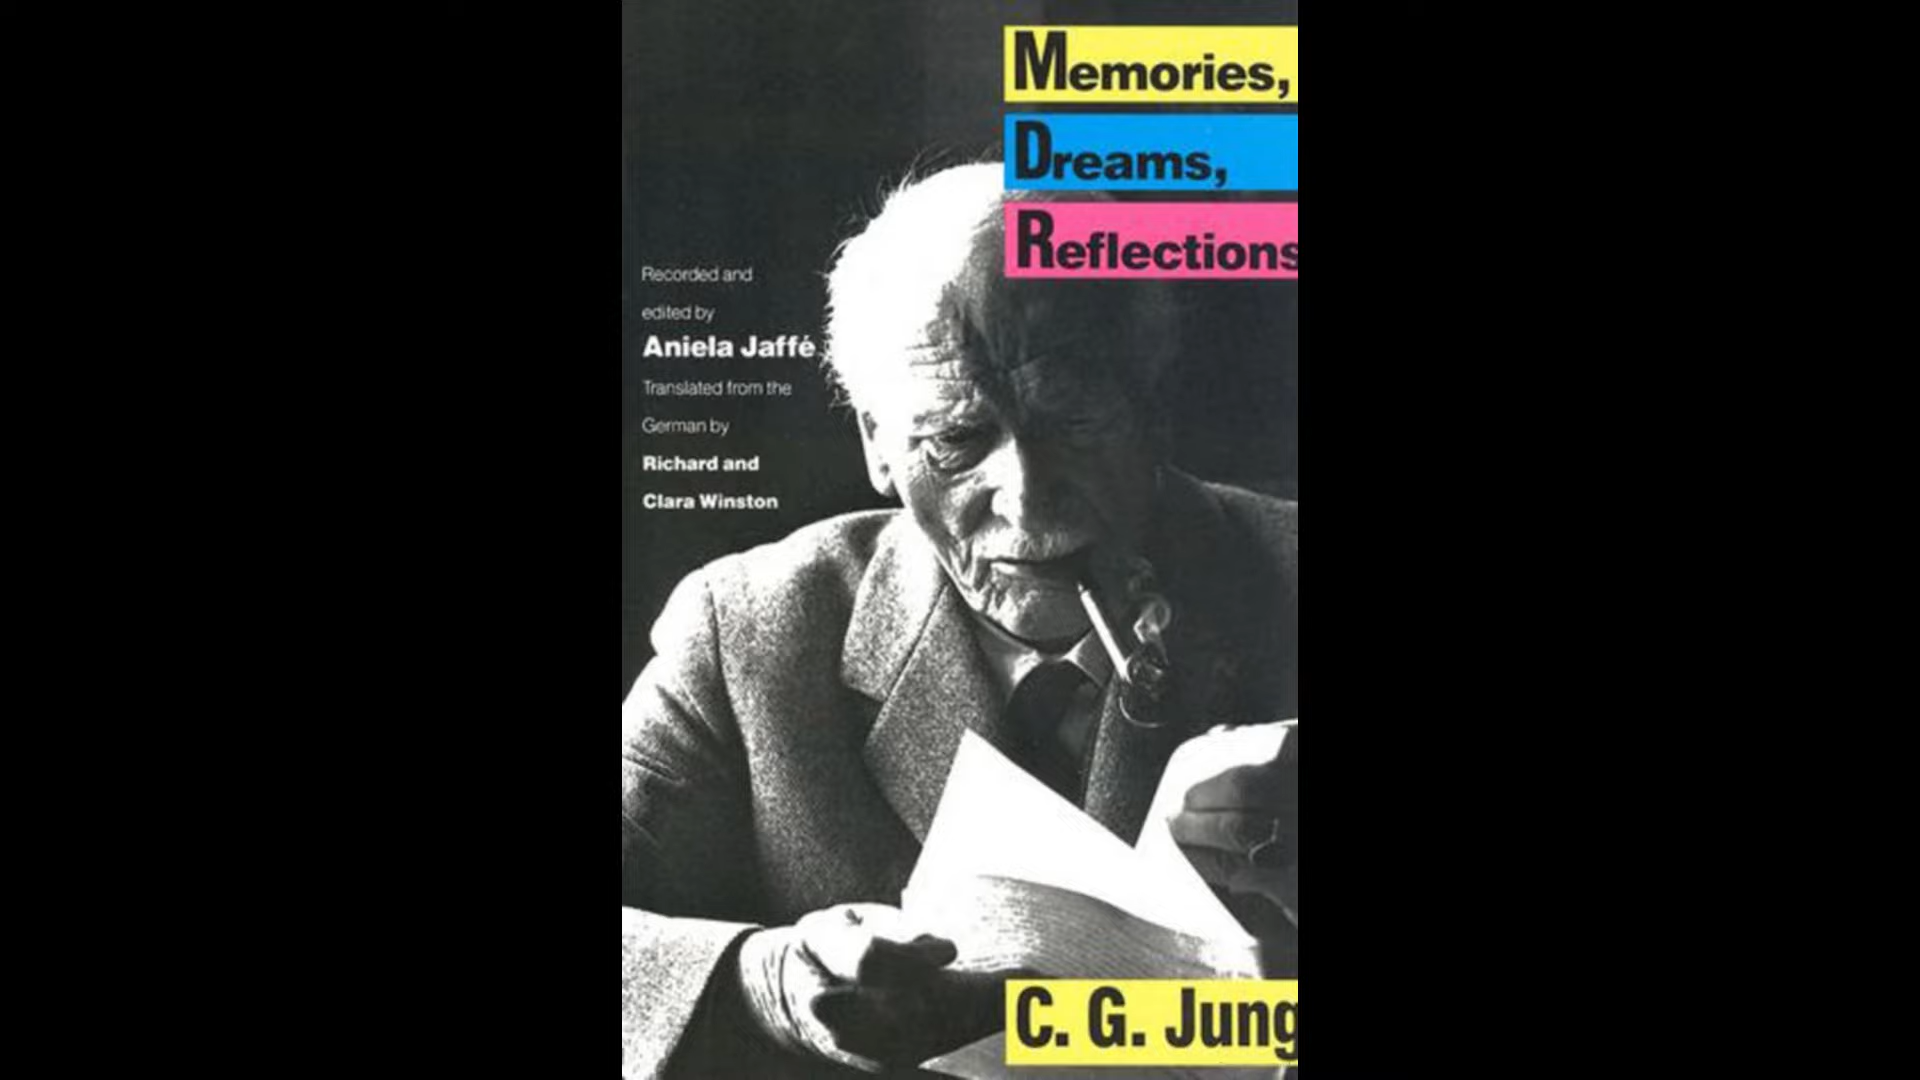 Memories,
Dreams,
Reflections
Recorded and
edited by
Aniela Jaffé
Translated from the
German by
Richard and
Clara Winston
C. G. Jung